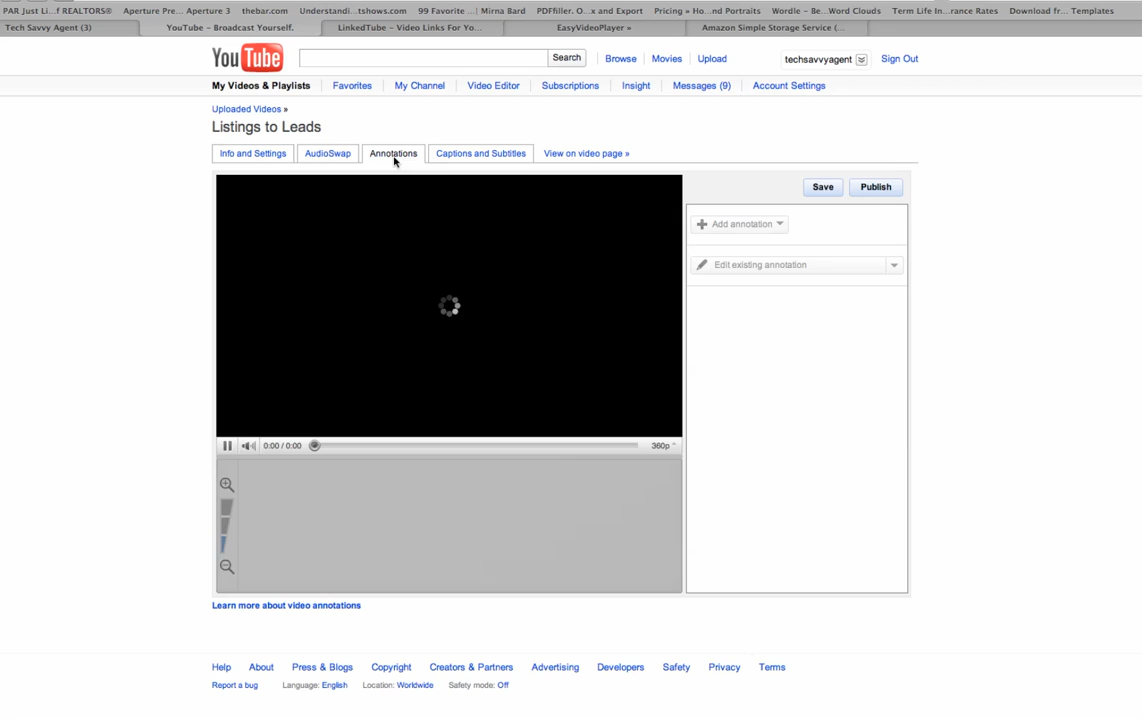 PAR Just Li...f REALTORS® Aperture Pre... Aperture 3 thebar.com Understandi...tshows.com 99 Favorite ... | Mirna Bard PDFfiller. O...x and Export Pricing » Ho...nd Portraits Wordle – Be...Word Clouds Term Life In...rance Rates Download fr... Templates
Tech Savvy Agent (3) YouTube – Broadcast Yourself. LinkedTube – Video Links For Yo... EasyVideoPlayer » Amazon Simple Storage Service (...
YouTube Search Browse Movies Upload techsavvyagent Sign Out
My Videos & Playlists Favorites My Channel Video Editor Subscriptions Insight Messages (9) Account Settings
Uploaded Videos »
Listings to Leads
Info and Settings AudioSwap Annotations Captions and Subtitles View on video page »
Save Publish
Add annotation
Edit existing annotation
0:00 / 0:00 360p
Learn more about video annotations
Help About Press & Blogs Copyright Creators & Partners Advertising Developers Safety Privacy Terms
Report a bug Language: English Location: Worldwide Safety mode: Off